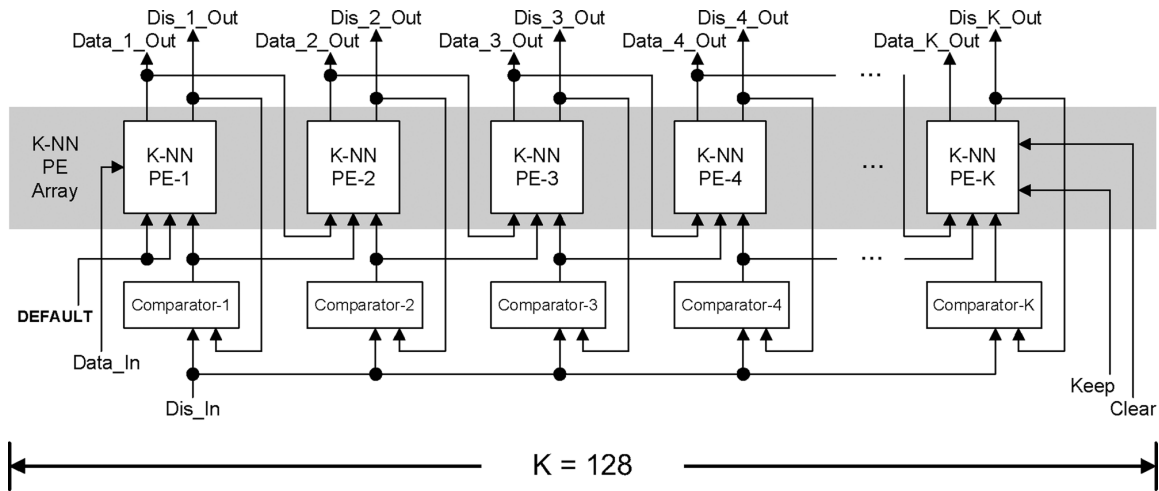 Dis_1_Out
Dis_2_Out
Dis_3_Out
Dis_4_Out
Dis_K_Out
Data_1_Out
Data_2_Out
Data_3_Out
Data_4_Out
Data_K_Out
...
K-NN
PE
Array
K-NN
PE-1
K-NN
PE-2
K-NN
PE-3
K-NN
PE-4
...
K-NN
PE-K
...
Comparator-1
Comparator-2
Comparator-3
Comparator-4
Comparator-K
DEFAULT
Data_In
Dis_In
Keep
Clear
K = 128